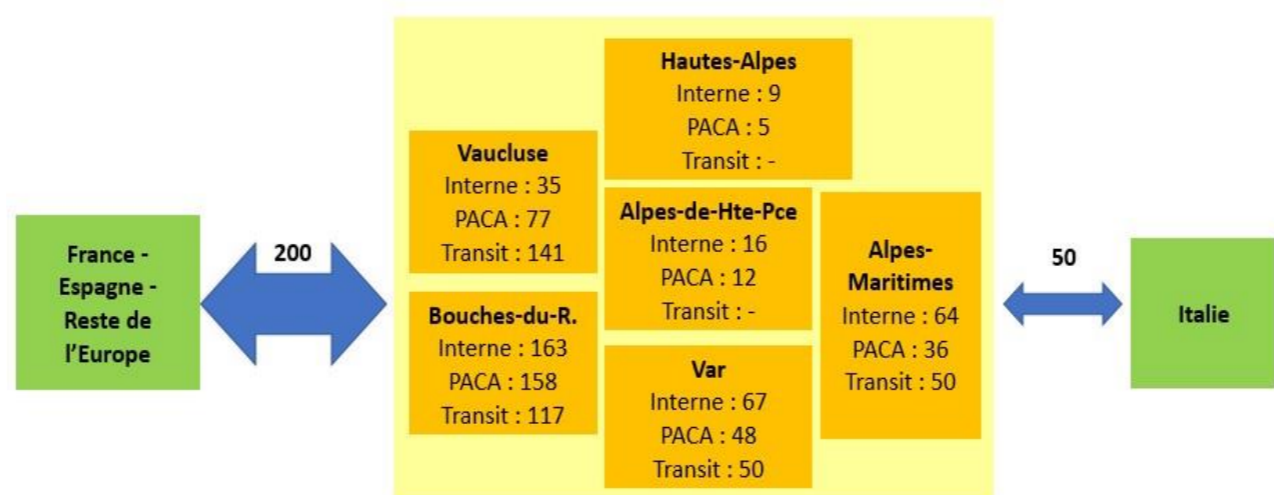 France -
Espagne -
Reste de
l'Europe
200
Vaucluse
Interne : 35
PACA : 77
Transit : 141
Bouches-du-R.
Interne : 163
PACA : 158
Transit : 117
Hautes-Alpes
Interne : 9
PACA : 5
Transit : -
Alpes-de-Hte-Pce
Interne : 16
PACA : 12
Transit : -
Var
Interne : 67
PACA : 48
Transit : 50
Alpes-
Maritimes
Interne : 64
PACA : 36
Transit : 50
50
Italie